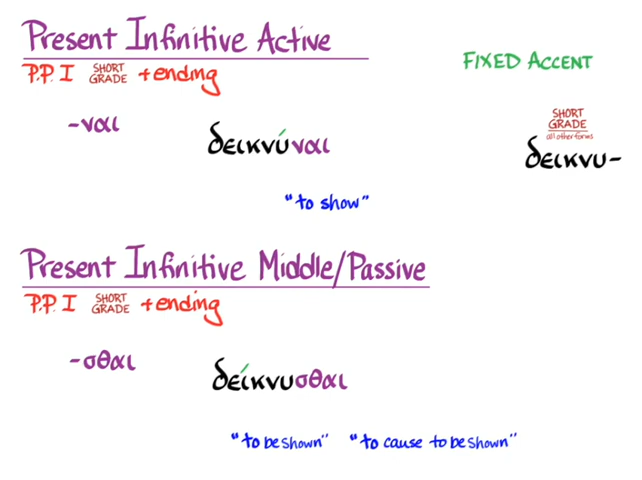 Present Infinitive Active
P.P. I SHORT GRADE + ending
FIXED ACCENT
-ναι
δεικνύναι
SHORT GRADE
all other forms
δεικνυ-
"to show"
Present Infinitive Middle/Passive
P.P. I SHORT GRADE + ending
-σθαι
δείκνυσθαι
"to be shown" "to cause to be shown"